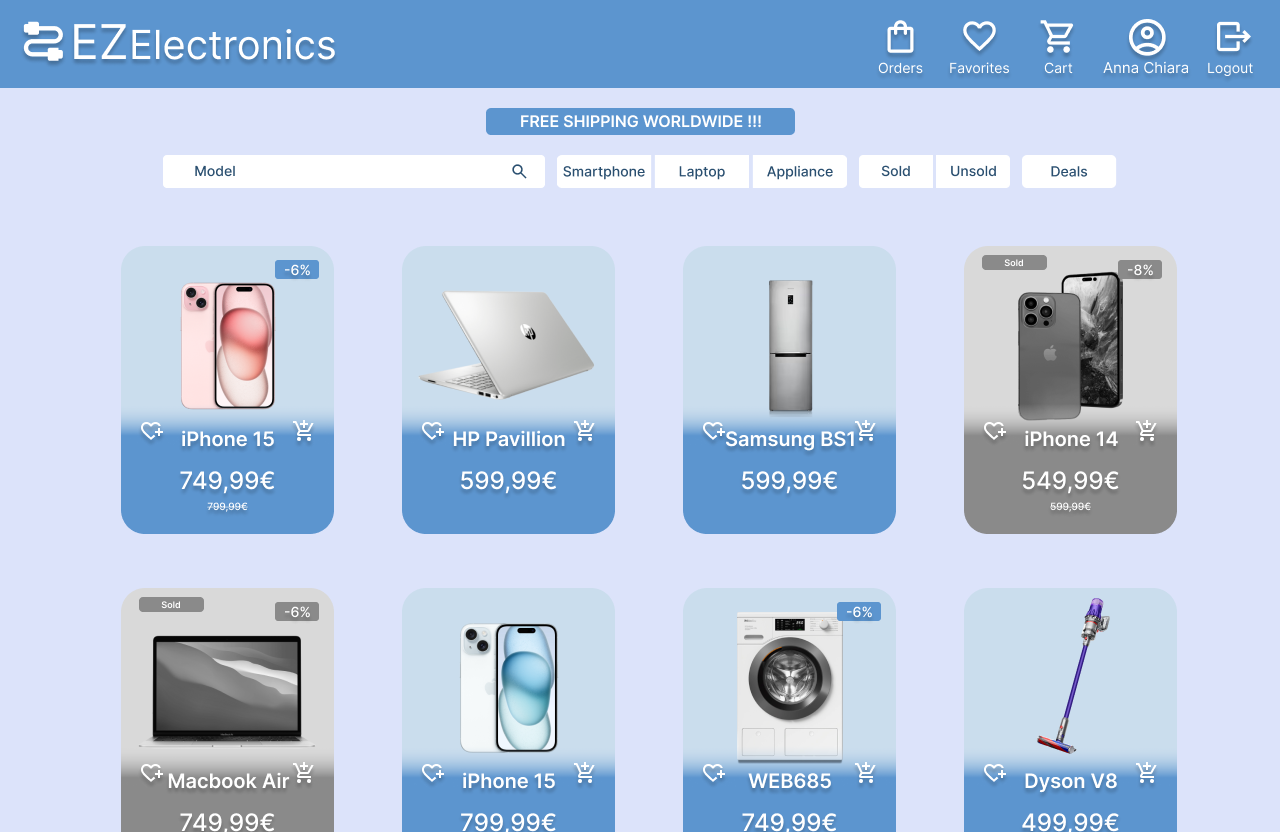 EZElectronics
Orders Favorites Cart Anna Chiara Logout
FREE SHIPPING WORLDWIDE !!!
Model Smartphone Laptop Appliance Sold Unsold Deals
-6%
iPhone 15
749,99€
799,99€
HP Pavillion
599,99€
Samsung BS1
599,99€
Sold
-8%
iPhone 14
549,99€
599,99€
Sold
-6%
Macbook Air
749,99€
iPhone 15
799,99€
-6%
WEB685
749,99€
Dyson V8
499,99€